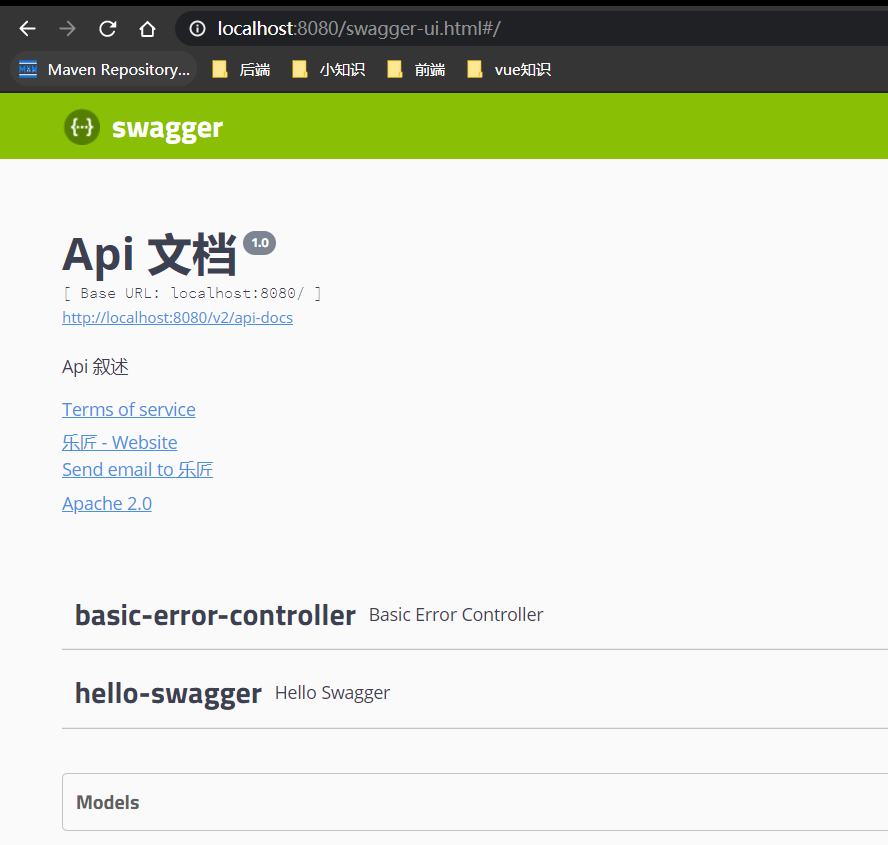 localhost:8080/swagger-ui.html#/
Maven Repository... 后端 小知识 前端 vue知识
{···} swagger
Api 文档 1.0
[ Base URL: localhost:8080/ ]
http://localhost:8080/v2/api-docs
Api 叙述
Terms of service
乐匠 - Website
Send email to 乐匠
Apache 2.0
basic-error-controller Basic Error Controller
hello-swagger Hello Swagger
Models